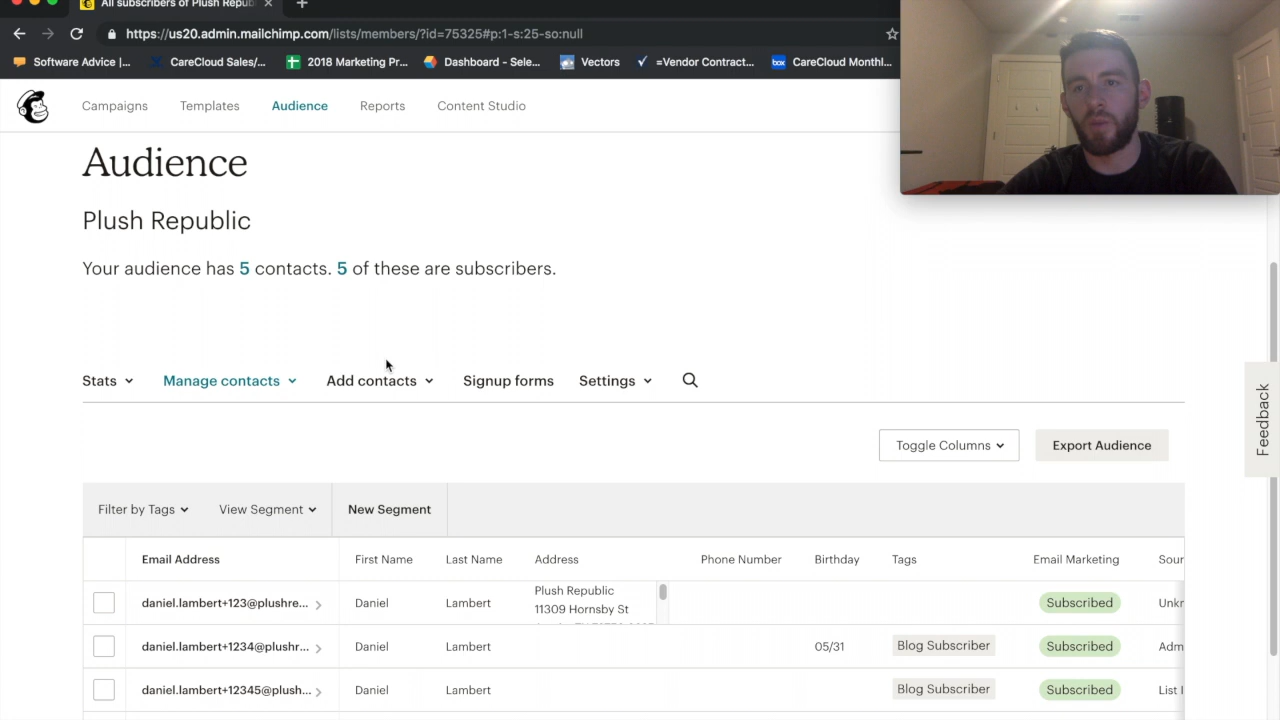 All subscribers of Plush Repub
https://us20.admin.mailchimp.com/lists/members/?id=75325#p:1-s:25-so:null
Software Advice |... CareCloud Sales/... 2018 Marketing Pr... Dashboard - Sele... Vectors =Vendor Contract... CareCloud Monthl...
Campaigns Templates Audience Reports Content Studio
Audience
Plush Republic
Your audience has 5 contacts. 5 of these are subscribers.
Stats Manage contacts Add contacts Signup forms Settings
Feedback
Toggle Columns Export Audience
Filter by Tags View Segment New Segment
Email Address First Name Last Name Address Phone Number Birthday Tags Email Marketing Sour
Plush Republic
daniel.lambert+123@plushre... Daniel Lambert 11309 Hornsby St Subscribed Unkr
daniel.lambert+1234@plushr... Daniel Lambert 05/31 Blog Subscriber Subscribed Adm
daniel.lambert+12345@plush... Daniel Lambert Blog Subscriber Subscribed List I